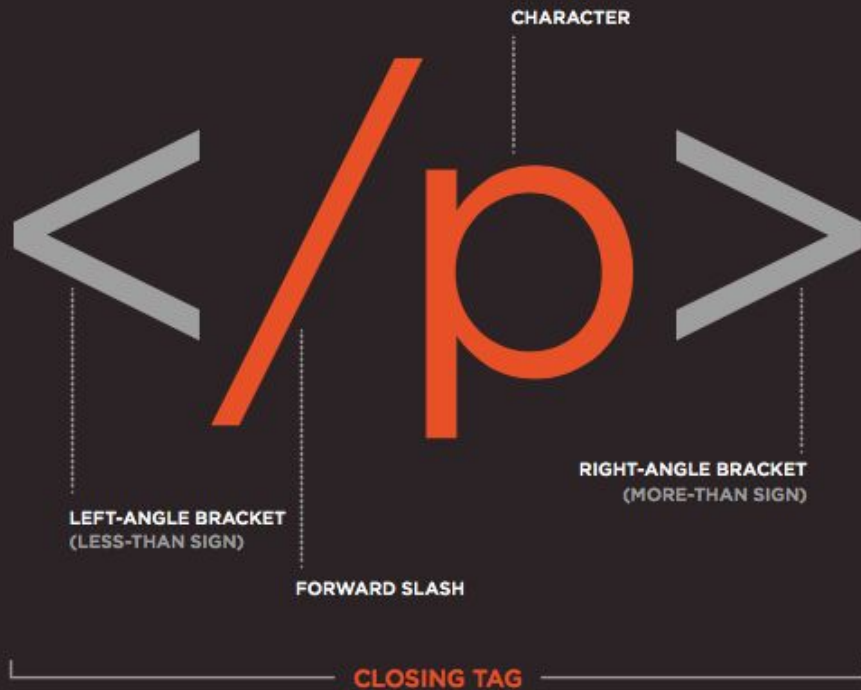 CHARACTER
</p>
RIGHT-ANGLE BRACKET
(MORE-THAN SIGN)
LEFT-ANGLE BRACKET
(LESS-THAN SIGN)
FORWARD SLASH
CLOSING TAG